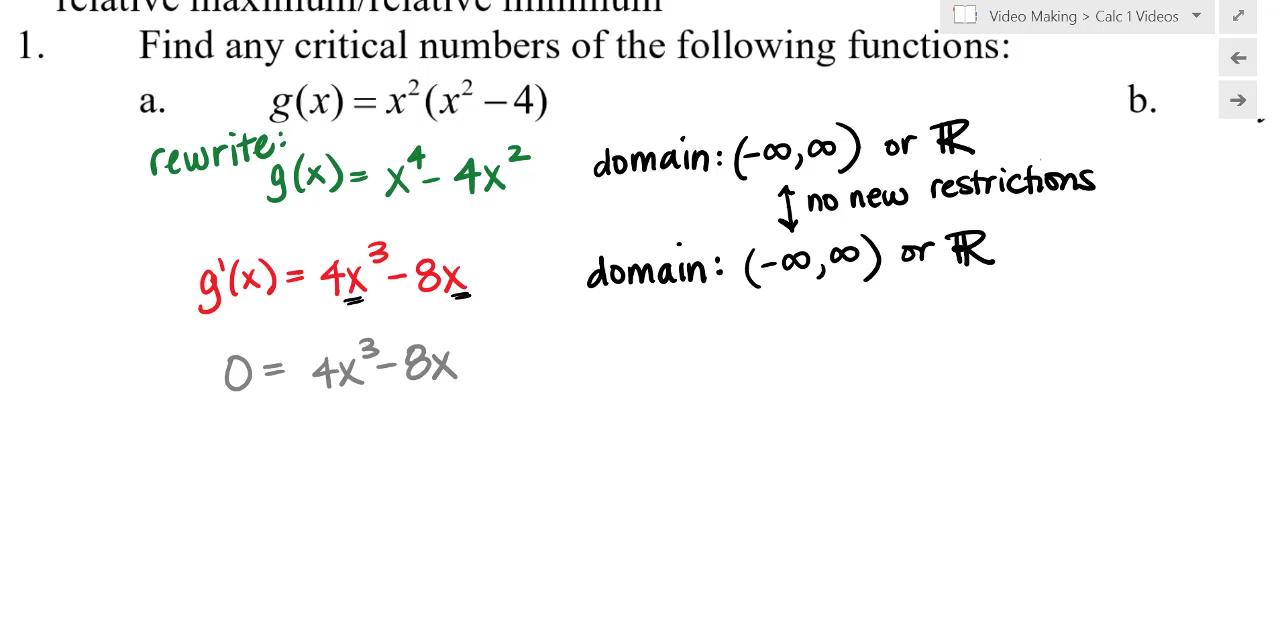 relative maximum/relative minimum
Video Making > Calc 1 Videos
1. Find any critical numbers of the following functions:
a. g(x) = x²(x² − 4) b.
rewrite: g(x) = x⁴ − 4x² domain: (−∞,∞) or ℝ
↕ no new restrictions
g'(x) = 4x³ − 8x domain: (−∞,∞) or ℝ
0 = 4x³ − 8x